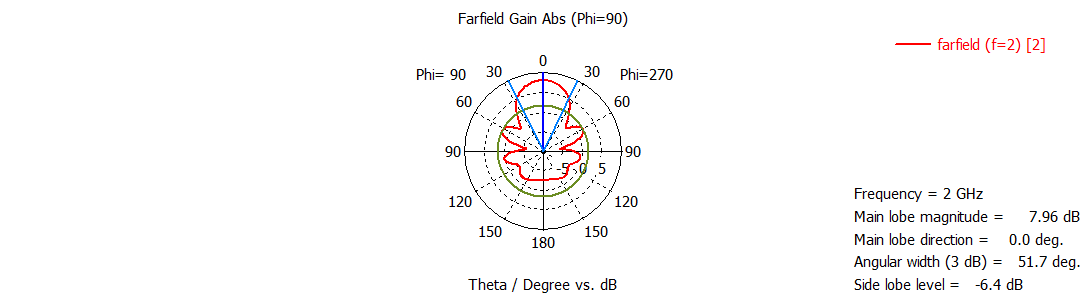 Farfield Gain Abs (Phi=90)
farfield (f=2) [2]
Phi= 90 30 0 30 Phi=270
60 60
90 90
-5 0 5
120 120
150 150
180
Theta / Degree vs. dB
Frequency = 2 GHz
Main lobe magnitude = 7.96 dB
Main lobe direction = 0.0 deg.
Angular width (3 dB) = 51.7 deg.
Side lobe level = -6.4 dB